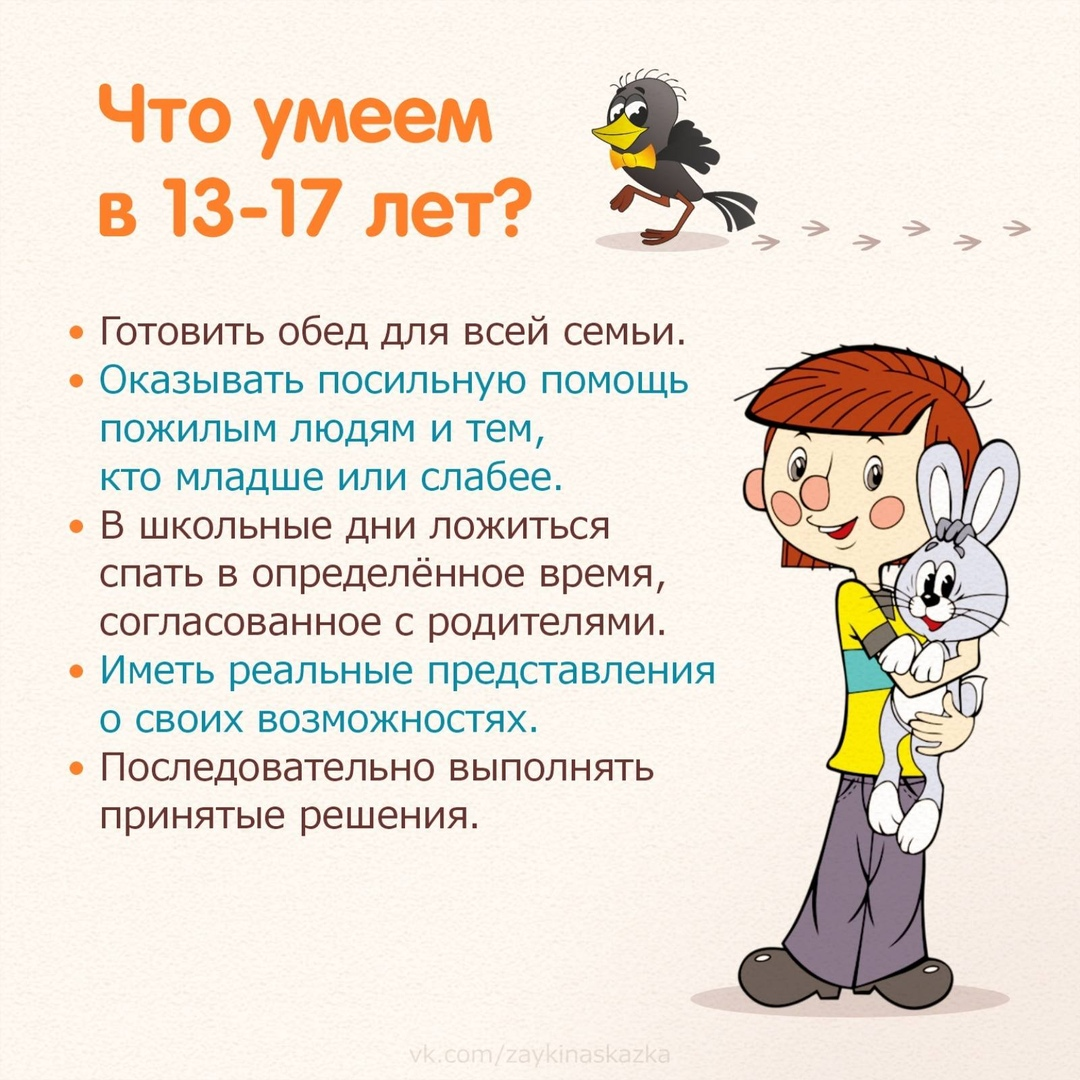 Что умеем
в 13-17 лет?
• Готовить обед для всей семьи.
• Оказывать посильную помощь
пожилым людям и тем,
кто младше или слабее.
• В школьные дни ложиться
спать в определённое время,
согласованное с родителями.
• Иметь реальные представления
о своих возможностях.
• Последовательно выполнять
принятые решения.
vk.com/zaykinaskazka